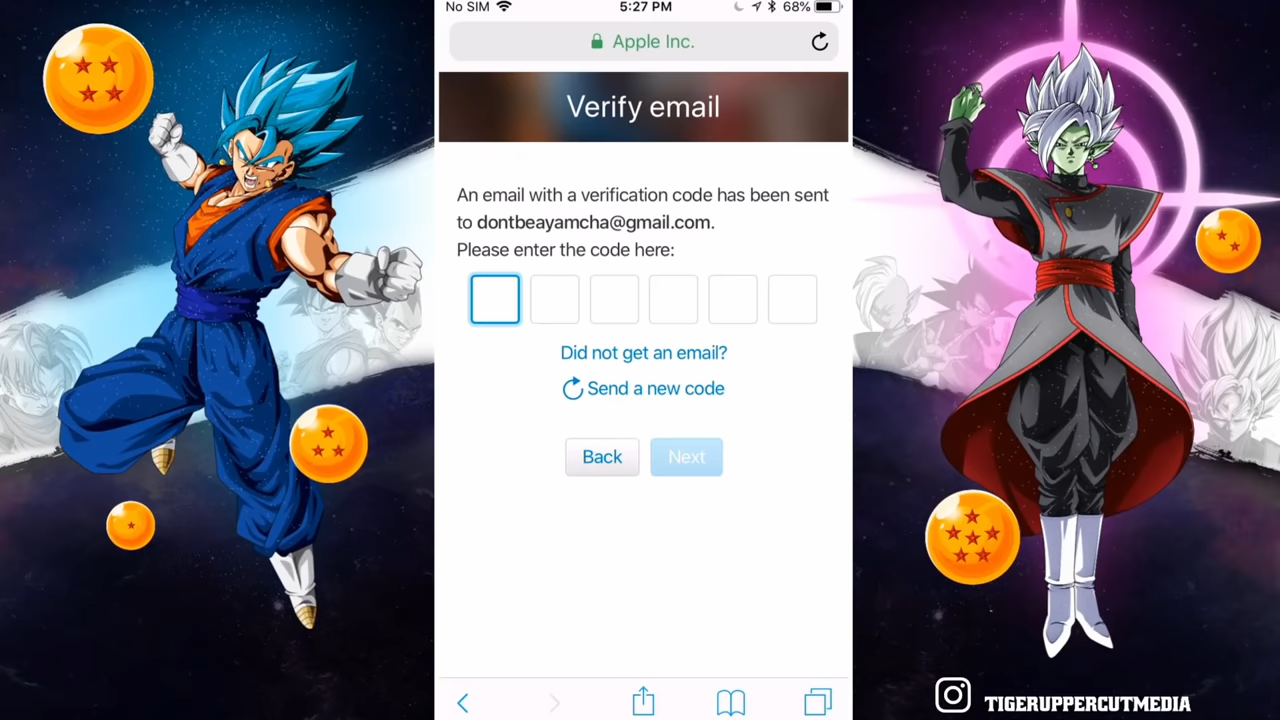 No SIM 5:27 PM 68%
Apple Inc.
Verify email
An email with a verification code has been sent
to dontbeayamcha@gmail.com.
Please enter the code here:
Did not get an email?
Send a new code
Back Next
TIGERUPPERCUTMEDIA